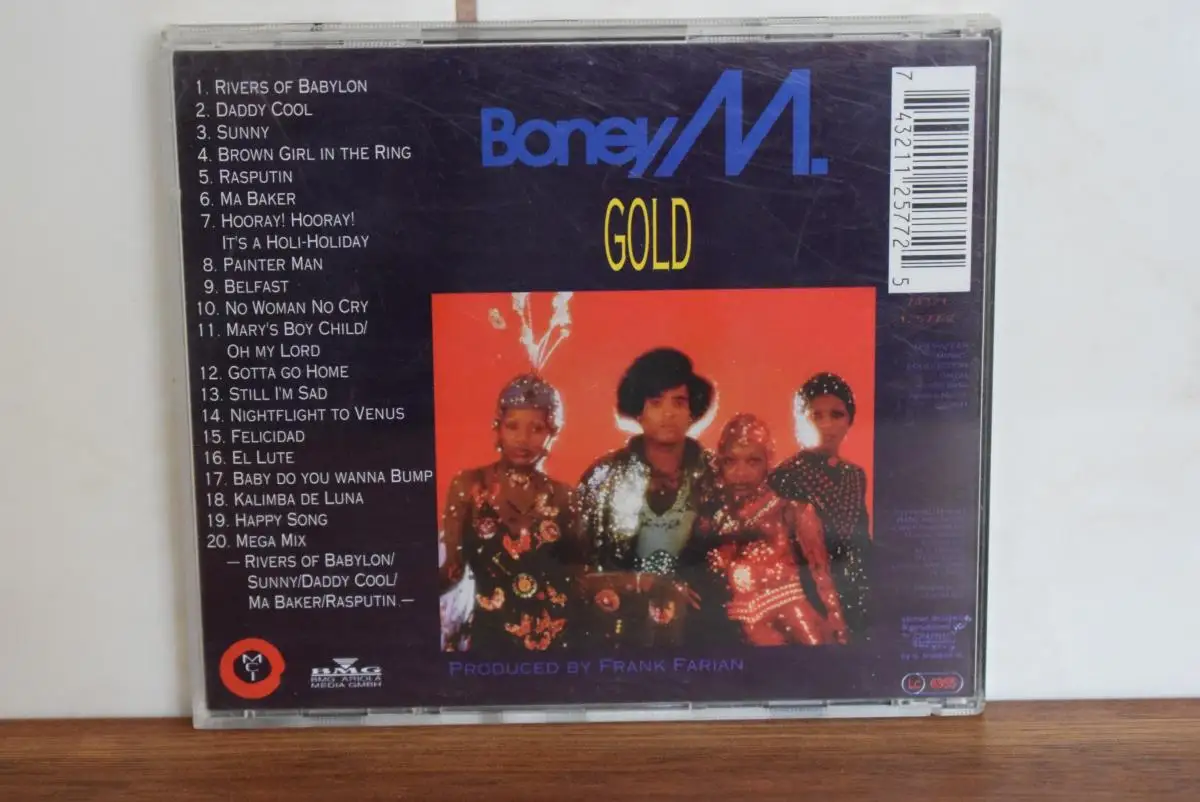 1. RIVERS OF BABYLON
2. DADDY COOL
3. SUNNY
4. BROWN GIRL IN THE RING
5. RASPUTIN
6. MA BAKER
7. HOORAY! HOORAY!
IT'S A HOLI-HOLIDAY
8. PAINTER MAN
9. BELFAST
10. NO WOMAN NO CRY
11. MARY'S BOY CHILD/
OH MY LORD
12. GOTTA GO HOME
13. STILL I'M SAD
14. NIGHTFLIGHT TO VENUS
15. FELICIDAD
16. EL LUTE
17. BABY DO YOU WANNA BUMP
18. KALIMBA DE LUNA
19. HAPPY SONG
20. MEGA MIX
— RIVERS OF BABYLON/
SUNNY/DADDY COOL/
MA BAKER/RASPUTIN —
Boney M.
GOLD
7 43211 25772 5
PRODUCED BY FRANK FARIAN
MCI
BMG
BMG ARIOLA
MEDIA GMBH
LC